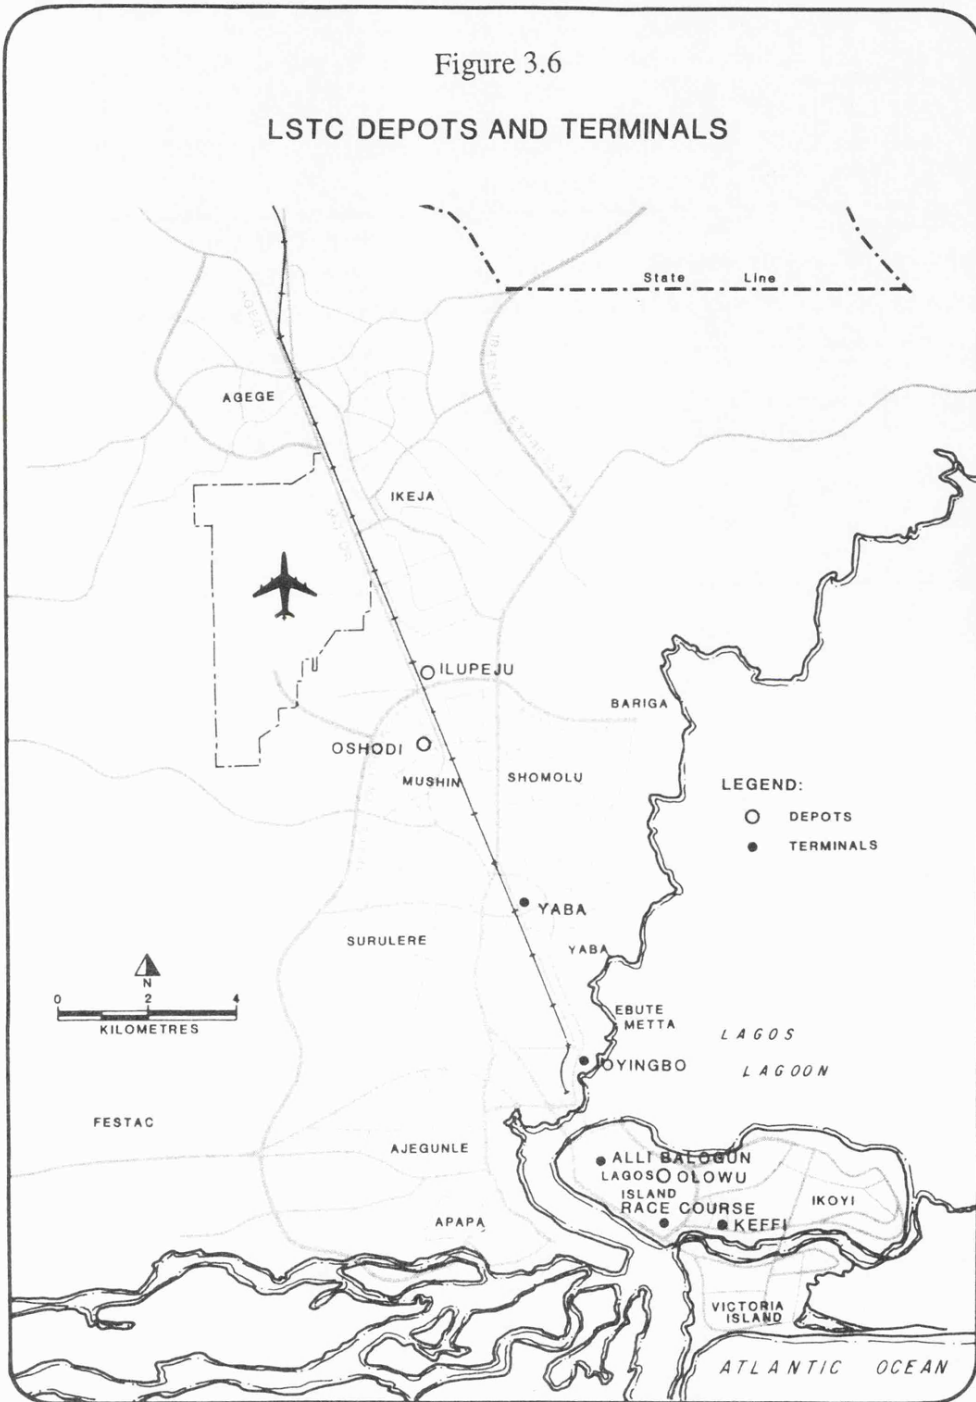 Figure 3.6
LSTC DEPOTS AND TERMINALS
State Line
AGEGE
IKEJA
ILUPEJU
BARIGA
OSHODI
MUSHIN
SHOMOLU
LEGEND:
DEPOTS
TERMINALS
YABA
SURULERE
YABA
N
0 2 4
KILOMETRES
EBUTE
METTA
LAGOS
LAGOON
OYINGBO
FESTAC
AJEGUNLE
ALLI BALOGUN
LAGOS
OLOWU
ISLAND
IKOYI
RACE COURSE
APAPA
KEFFI
VICTORIA
ISLAND
ATLANTIC OCEAN